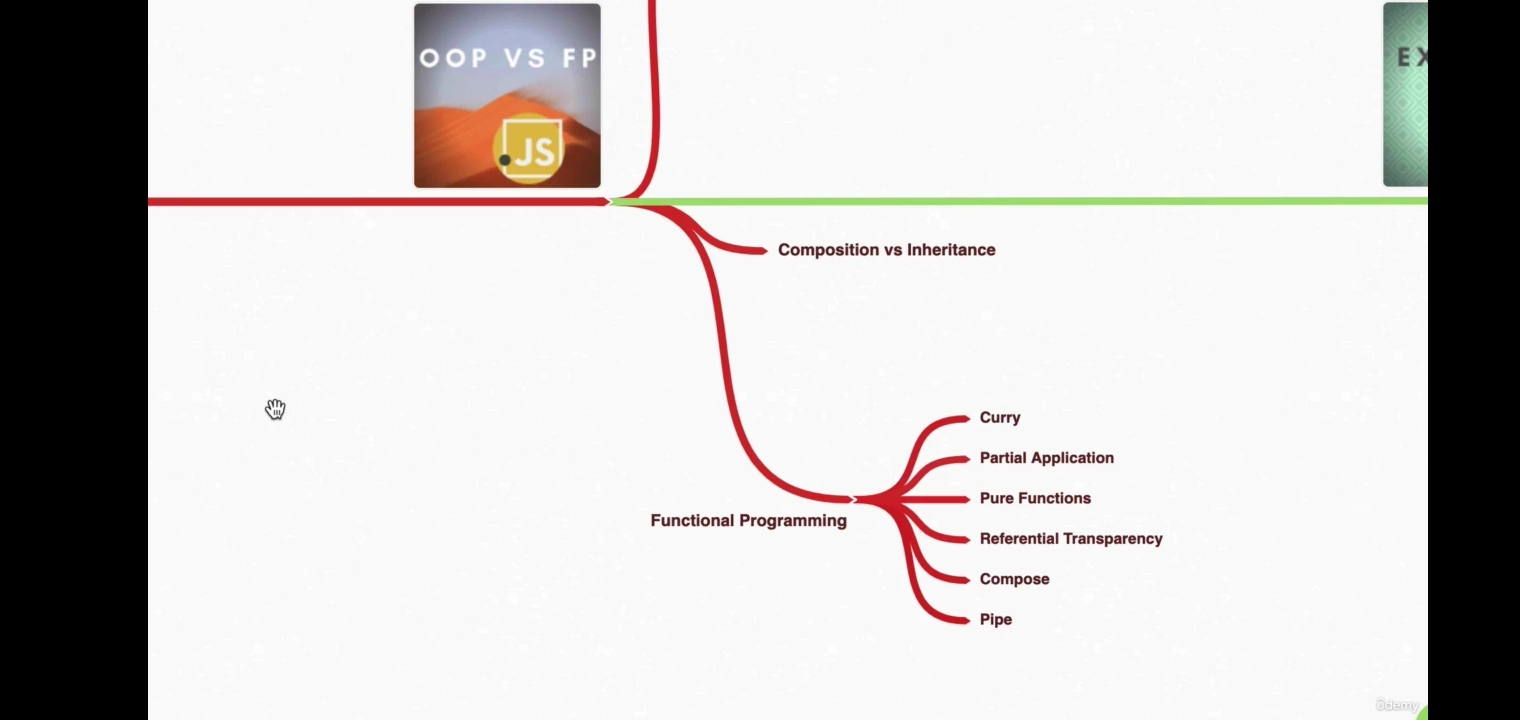 OOP VS FP
JS
EX
Composition vs Inheritance
Curry
Partial Application
Pure Functions
Functional Programming
Referential Transparency
Compose
Pipe
ûdemy